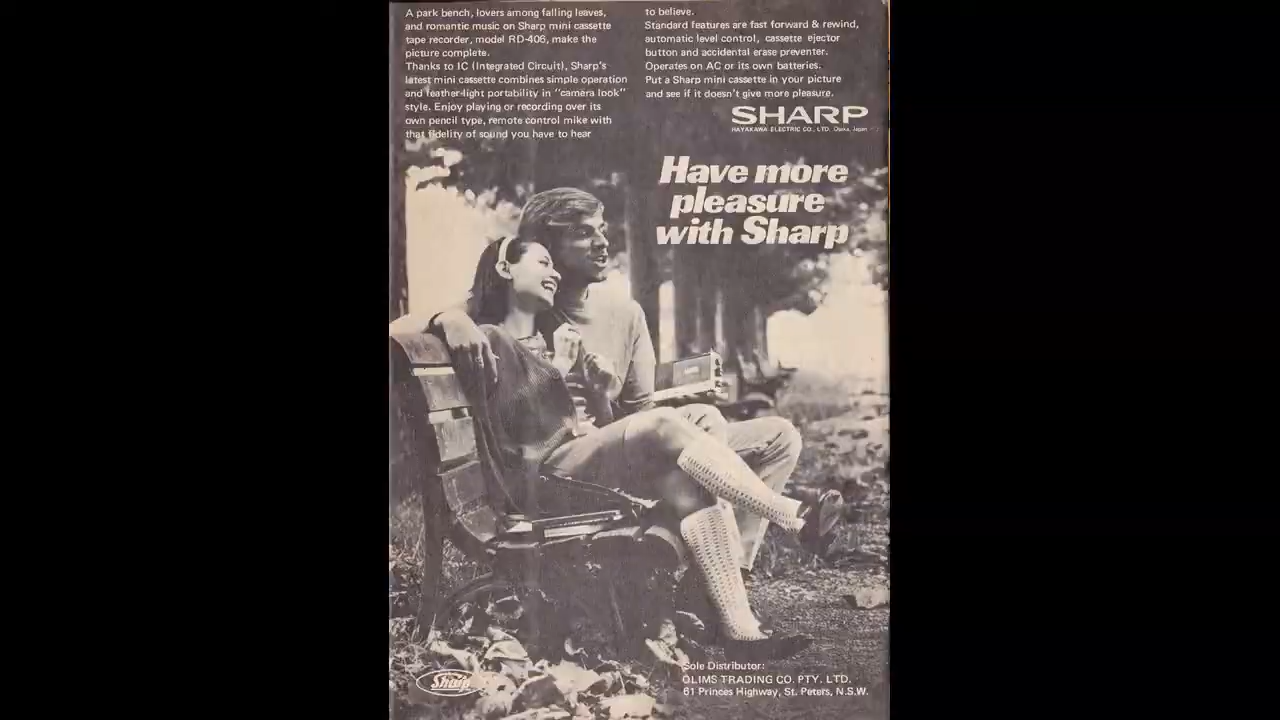 A park bench, lovers among falling leaves,
and romantic music on Sharp mini cassette
tape recorder, model RD-406, make the
picture complete.
Thanks to IC (Integrated Circuit), Sharp's
latest mini cassette combines simple operation
and feather-light portability in "camera look"
style. Enjoy playing or recording over its
own pencil type, remote control mike with
that fidelity of sound you have to hear
to believe.
Standard features are fast forward & rewind,
automatic level control, cassette ejector
button and accidental erase preventer.
Operates on AC or its own batteries.
Put a Sharp mini cassette in your picture
and see if it doesn't give more pleasure.
SHARP
HAYAKAWA ELECTRIC CO., LTD. Osaka, Japan
Have more
pleasure
with Sharp
Sharp
Sole Distributor:
OLIMS TRADING CO. PTY. LTD.
61 Princes Highway, St. Peters, N.S.W.